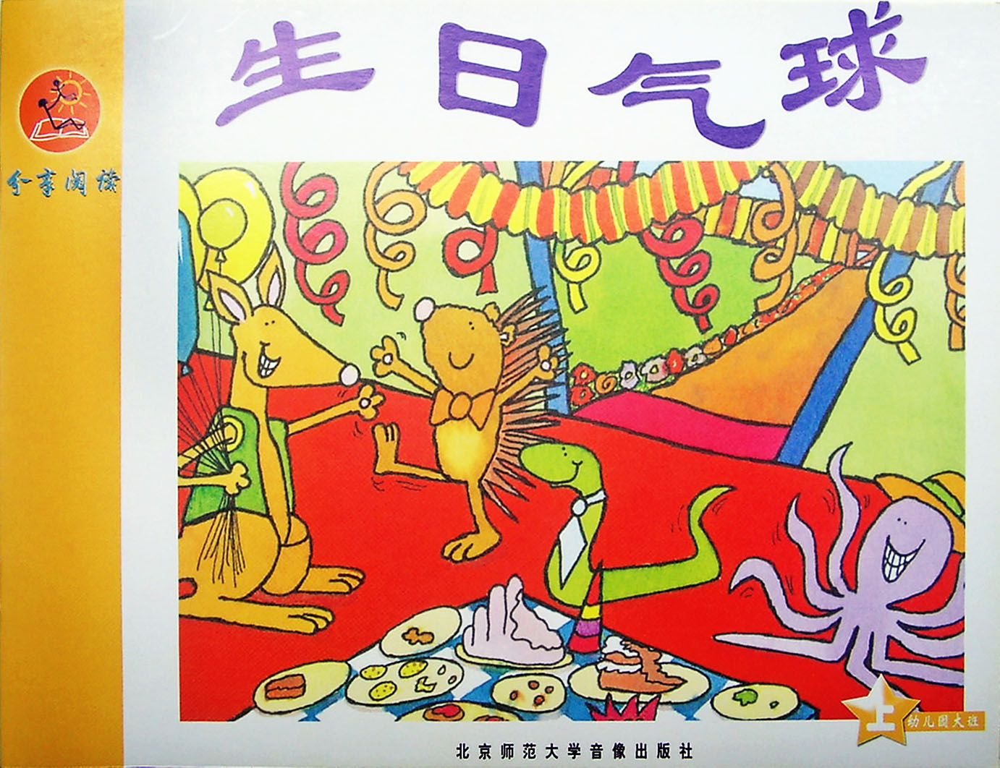 生日气球
分享阅读
上
幼儿园大班
北京师范大学音像出版社